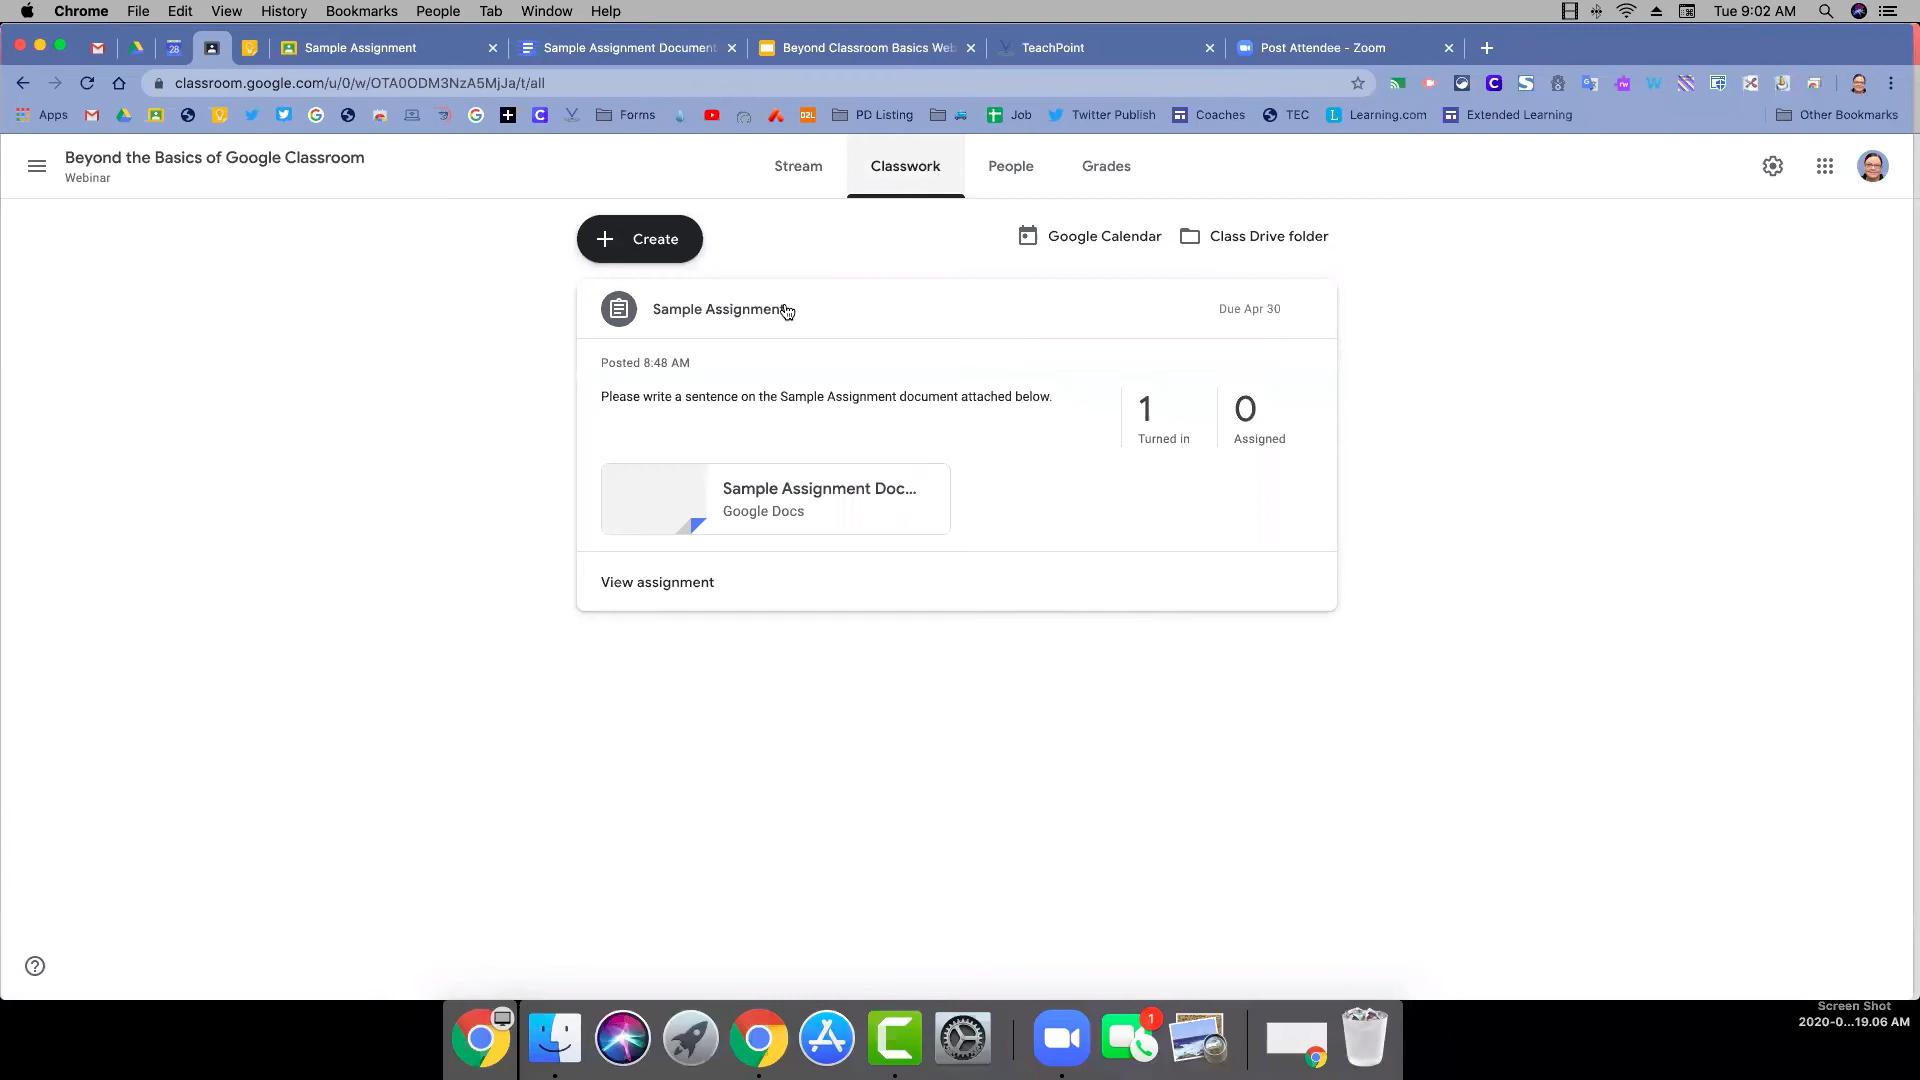 Chrome File Edit View History Bookmarks People Tab Window Help Tue 9:02 AM
28 Sample Assignment Sample Assignment Document Beyond Classroom Basics Web TeachPoint Post Attendee - Zoom
classroom.google.com/u/0/w/OTA0ODM3NzA5MjJa/t/all
Apps D2L Forms PD Listing Job Twitter Publish Coaches TEC Learning.com Extended Learning Other Bookmarks
Beyond the Basics of Google Classroom
Webinar
Stream Classwork People Grades
Create Google Calendar Class Drive folder
Sample Assignment Due Apr 30
Posted 8:48 AM
Please write a sentence on the Sample Assignment document attached below.
1 0
Turned in Assigned
Sample Assignment Doc...
Google Docs
View assignment
1
Screen Shot
2020-0...19.06 AM